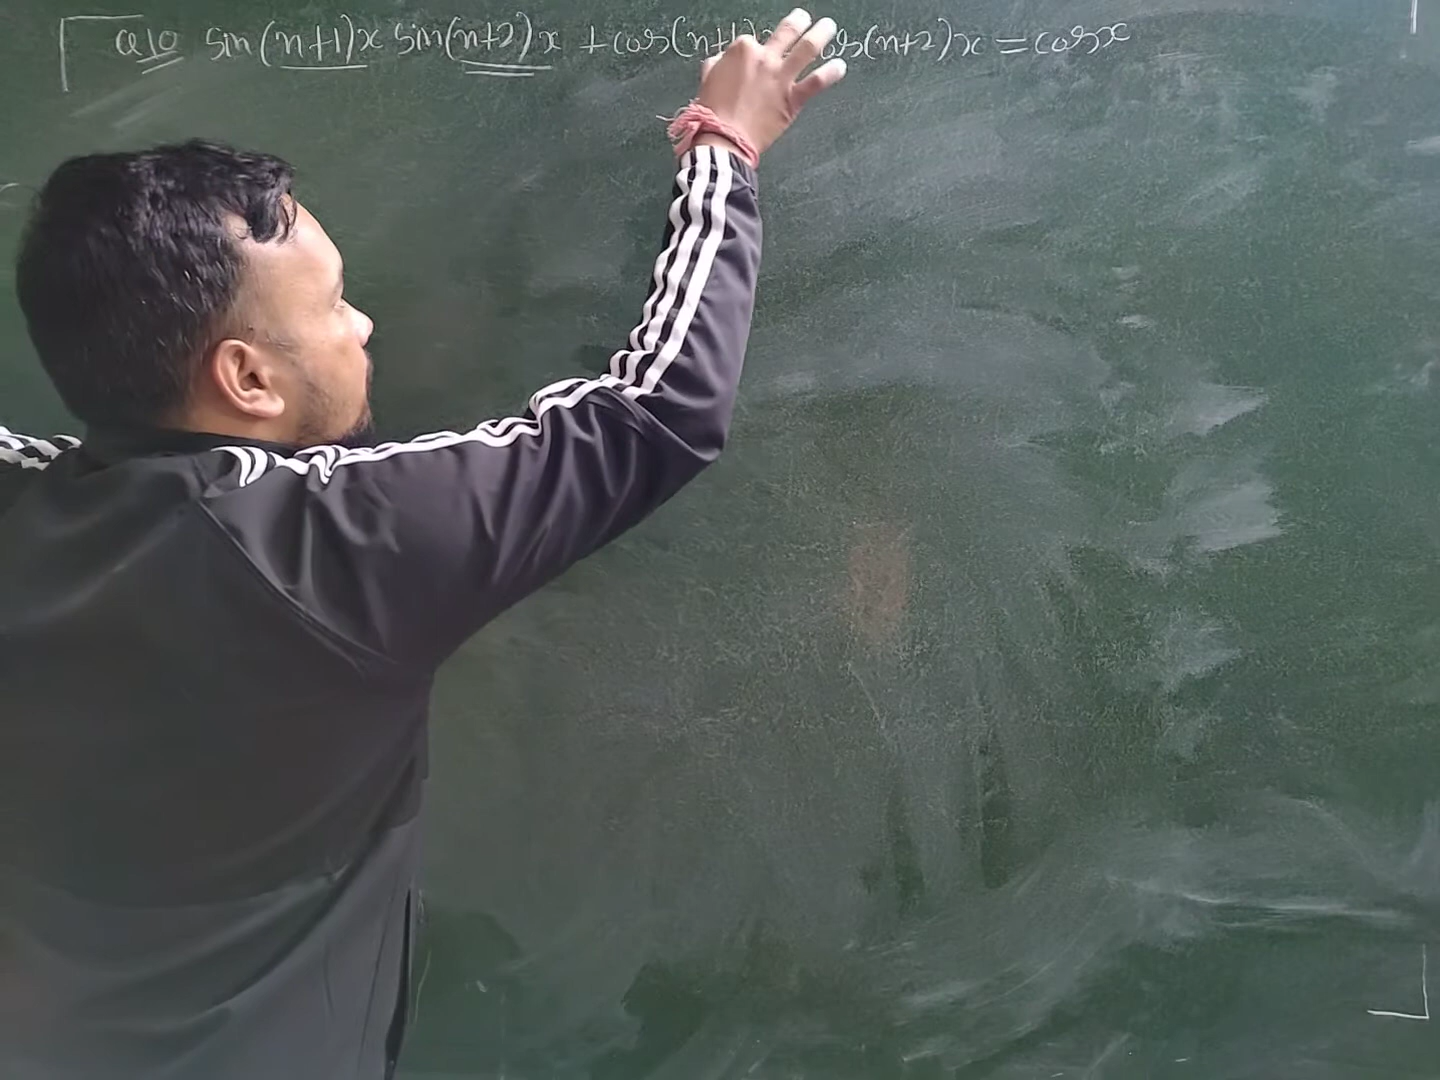 Q10 sin(n+1)x sin(n+2)x + cos(n+1)x cos(n+2)x = cosx